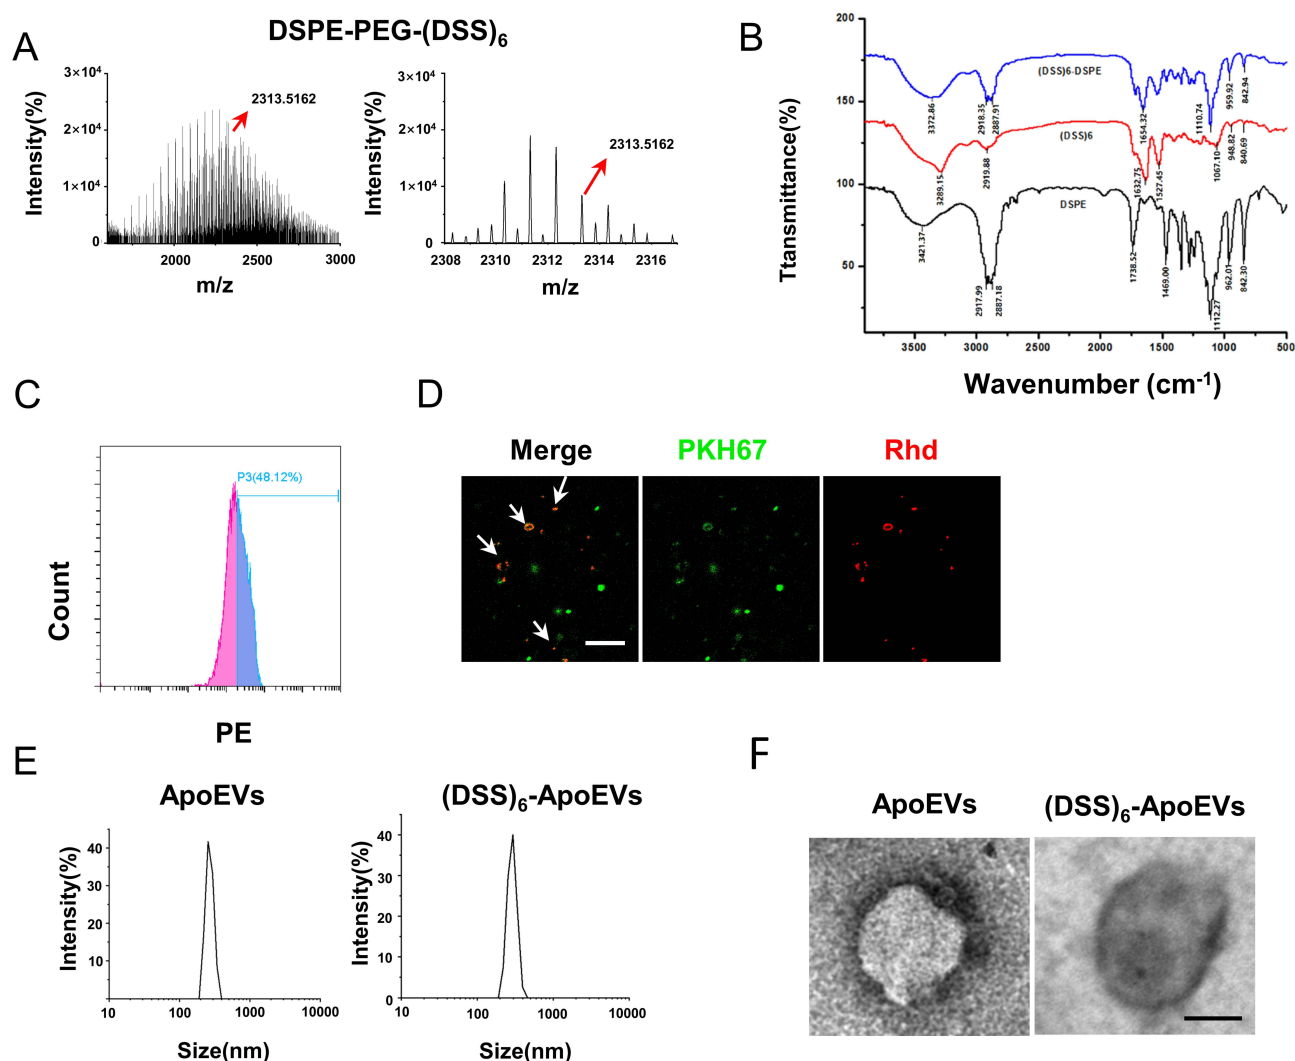 A
DSPE-PEG-(DSS)6
3×10⁴
2×10⁴
1×10⁴
0
Intensity(%)
2313.5162
2000
2500
3000
m/z
3×10⁴
2×10⁴
1×10⁴
0
Intensity(%)
2313.5162
2308
2310
2312
2314
2316
m/z
B
200
150
100
50
Ttansmittance(%)
(DSS)6-DSPE
3372.86
2918.35
2887.91
1654.32
1110.74
959.92
842.94
(DSS)6
3289.15
2919.88
1632.75
1527.45
1067.10
948.82
840.69
DSPE
3421.37
2917.99
2887.18
1738.52
1469.00
1112.27
962.01
842.30
3500
3000
2500
2000
1500
1000
500
Wavenumber (cm⁻¹)
C
P3(48.12%)
Count
PE
D
Merge
PKH67
Rhd
E
ApoEVs
40
30
20
10
Intensity(%)
10
100
1000
10000
Size(nm)
(DSS)6-ApoEVs
40
30
20
10
0
Intensity(%)
10
100
1000
10000
Size(nm)
F
ApoEVs
(DSS)6-ApoEVs